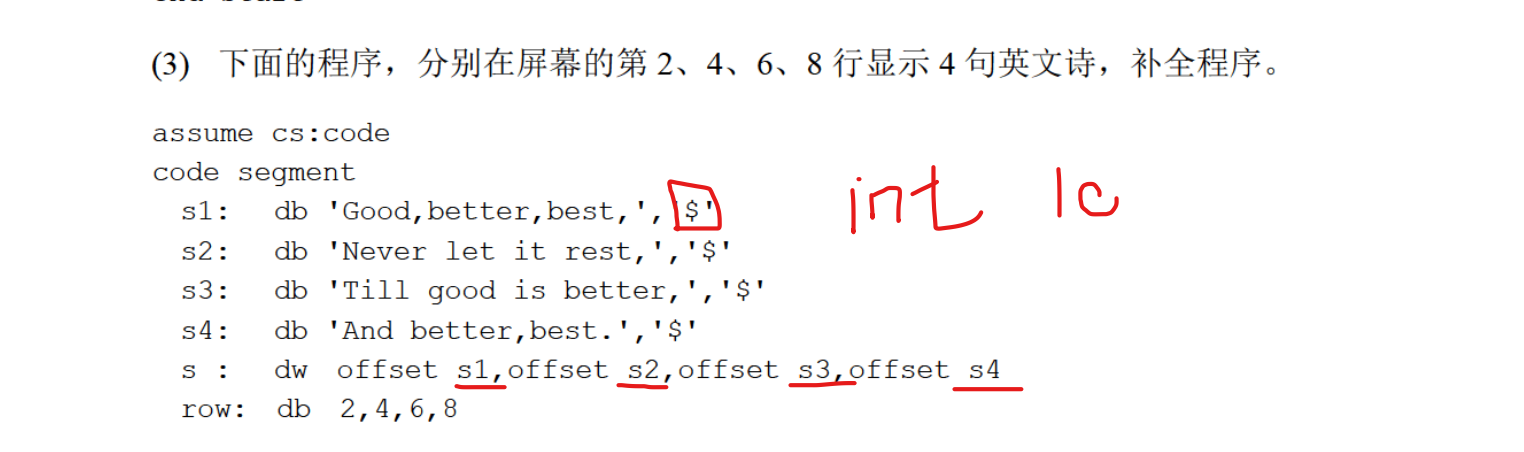 (3) 下面的程序，分别在屏幕的第 2、4、6、8 行显示 4 句英文诗，补全程序。
assume cs:code
code segment
s1: db 'Good,better,best,','$' int 10
s2: db 'Never let it rest,','$'
s3: db 'Till good is better,','$'
s4: db 'And better,best.','$'
s : dw offset s1,offset s2,offset s3,offset s4
row: db 2,4,6,8